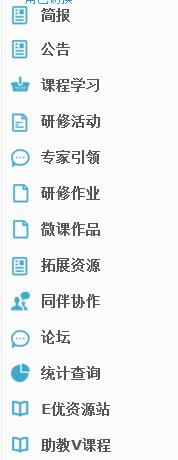 简报
公告
课程学习
研修活动
专家引领
研修作业
微课作品
拓展资源
同伴协作
论坛
统计查询
E优资源站
助教V课程